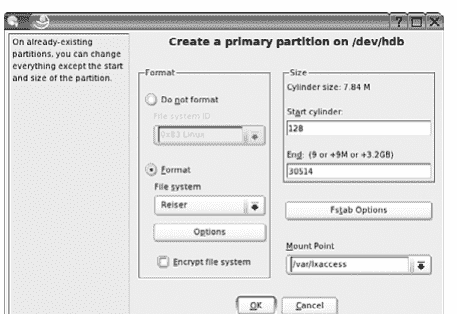 On already-existing
partitions, you can change
everything except the start
and size of the partition.
Create a primary partition on /dev/hdb
Format
Do not format
File system ID
0x83 Linux
Format
File system
Reiser
Options
Encrypt file system
Size
Cylinder size: 7.84 M
Start cylinder:
128
End: (9 or +9M or +3.2GB)
30514
Fstab Options
Mount Point
/var/lxaccess
OK
Cancel